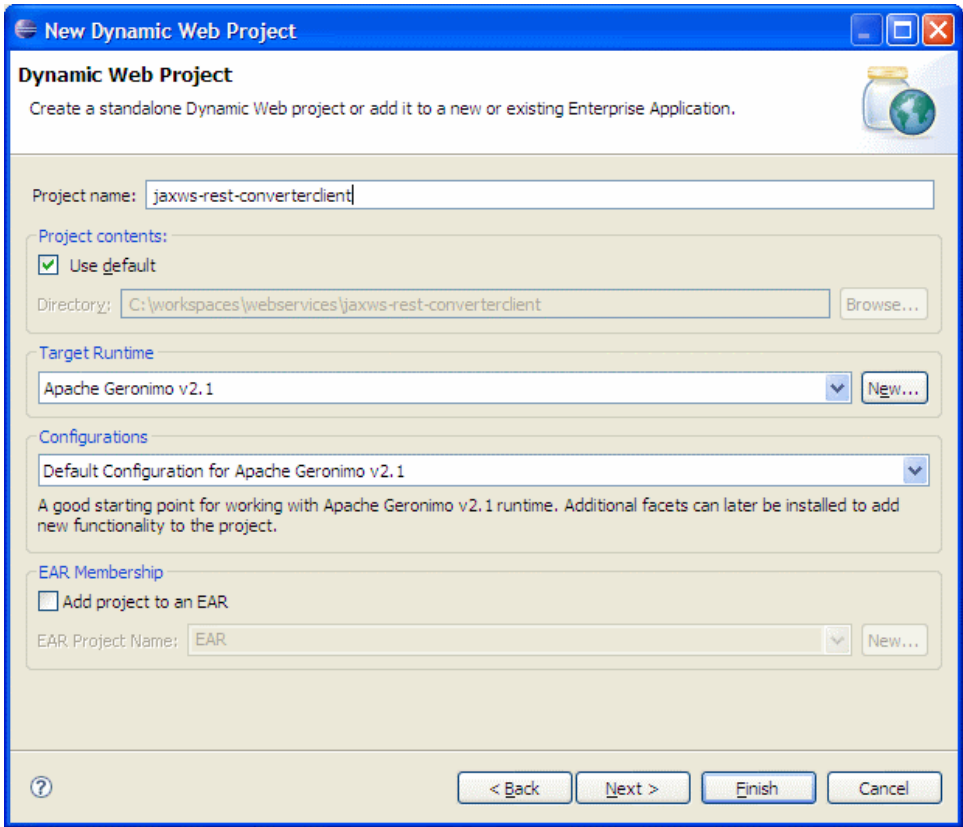 New Dynamic Web Project
Dynamic Web Project
Create a standalone Dynamic Web project or add it to a new or existing Enterprise Application.
Project name: jaxws-rest-converterclient
Project contents:
Use default
Directory: C:\workspaces\webservices\jaxws-rest-converterclient Browse...
Target Runtime
Apache Geronimo v2.1 New...
Configurations
Default Configuration for Apache Geronimo v2.1
A good starting point for working with Apache Geronimo v2.1 runtime. Additional facets can later be installed to add
new functionality to the project.
EAR Membership
Add project to an EAR
EAR Project Name: EAR New...
? < Back Next > Finish Cancel